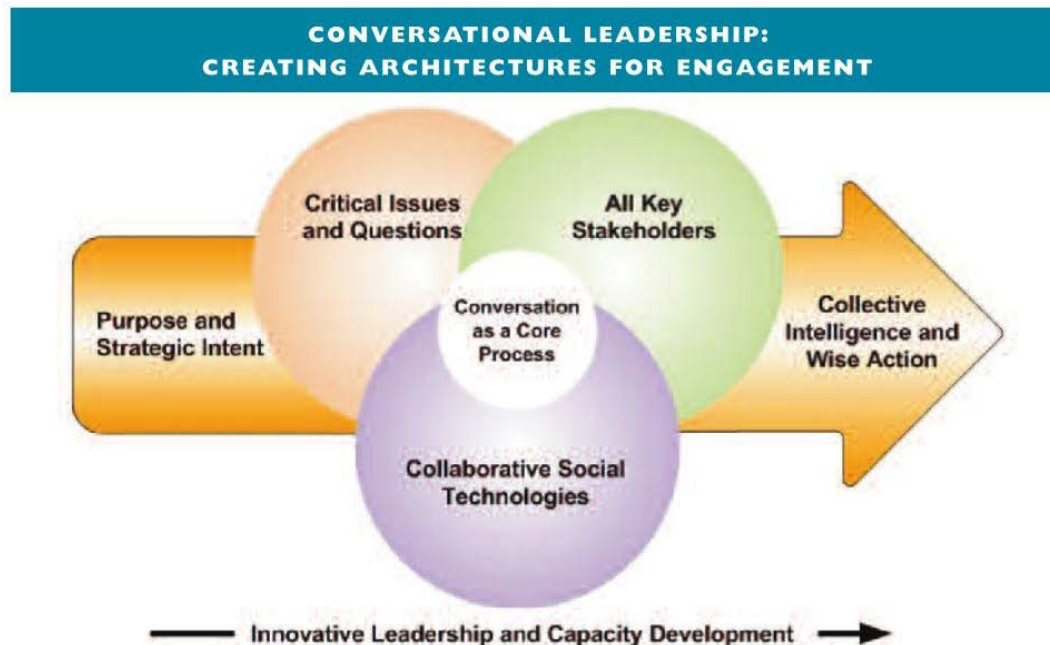 CONVERSATIONAL LEADERSHIP:
CREATING ARCHITECTURES FOR ENGAGEMENT
Critical Issues
and Questions
All Key
Stakeholders
Purpose and
Strategic Intent
Conversation
as a Core
Process
Collective
Intelligence and
Wise Action
Collaborative Social
Technologies
Innovative Leadership and Capacity Development